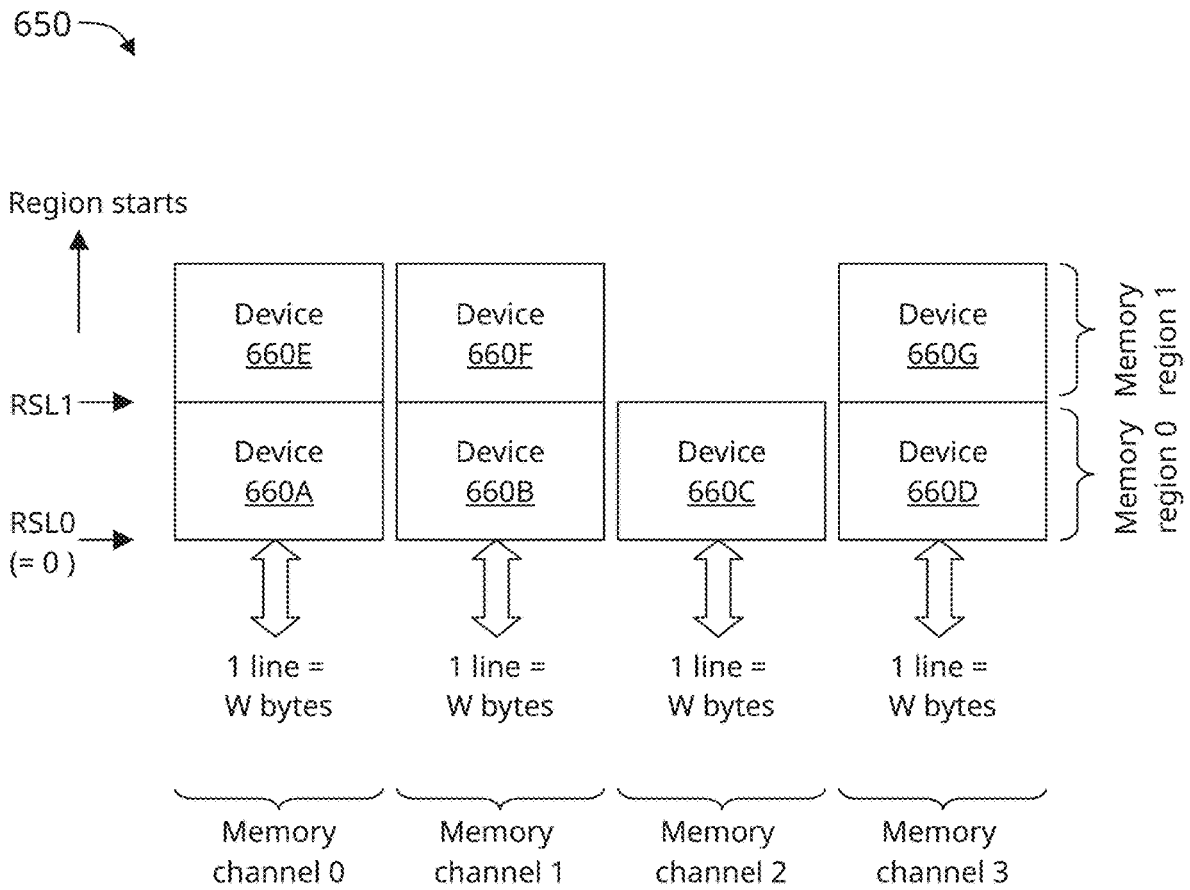 650
Region starts
Device
660E
Device
660F
Device
660G
Memory
region 1
RSL1
Device
660A
Device
660B
Device
660C
Device
660D
Memory
region 0
RSL0
(= 0 )
1 line =
W bytes
1 line =
W bytes
1 line =
W bytes
1 line =
W bytes
Memory
channel 0
Memory
channel 1
Memory
channel 2
Memory
channel 3